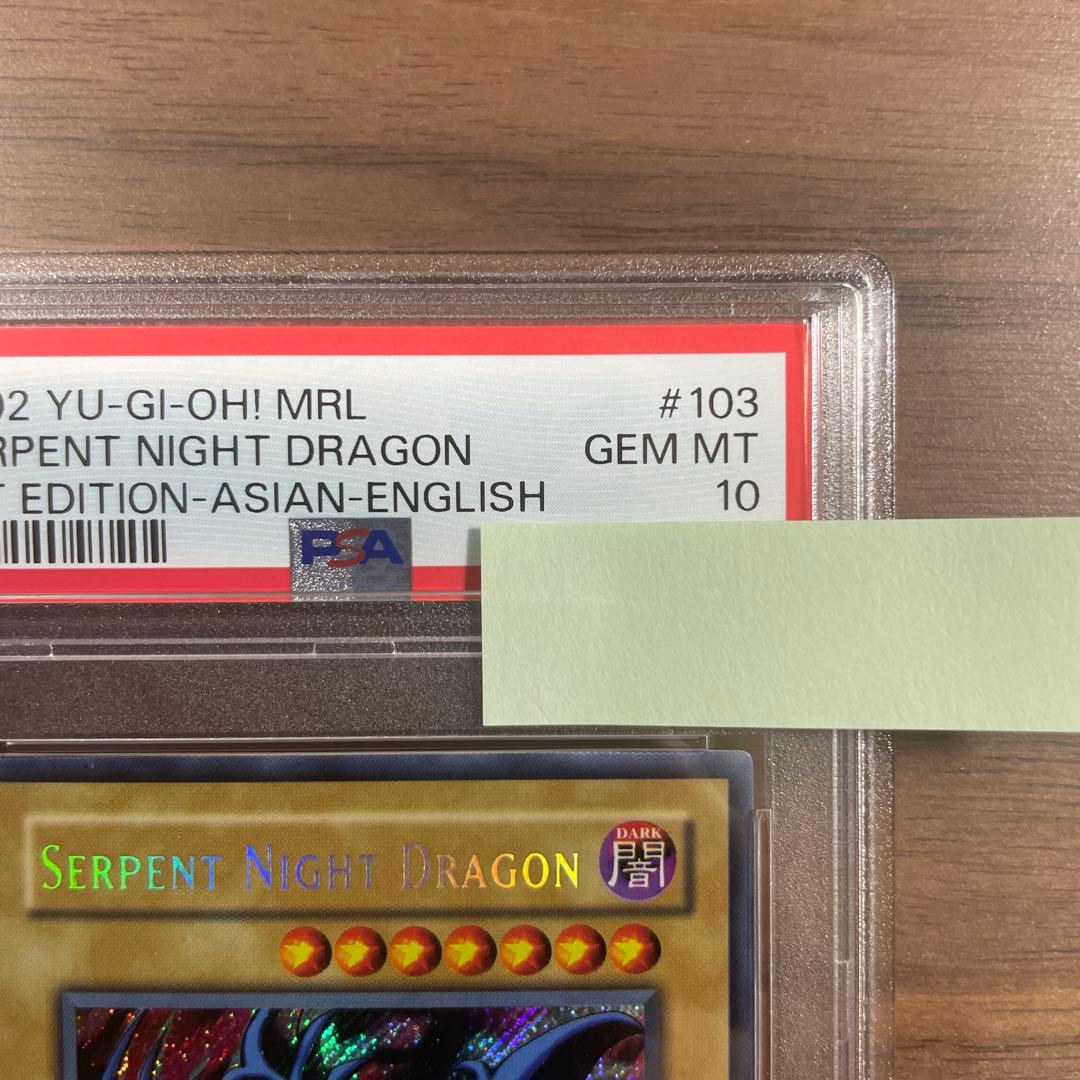 02 YU-GI-OH! MRL #103
RPENT NIGHT DRAGON GEM MT
T EDITION-ASIAN-ENGLISH 10
PSA
SERPENT NIGHT DRAGON
DARK
闇